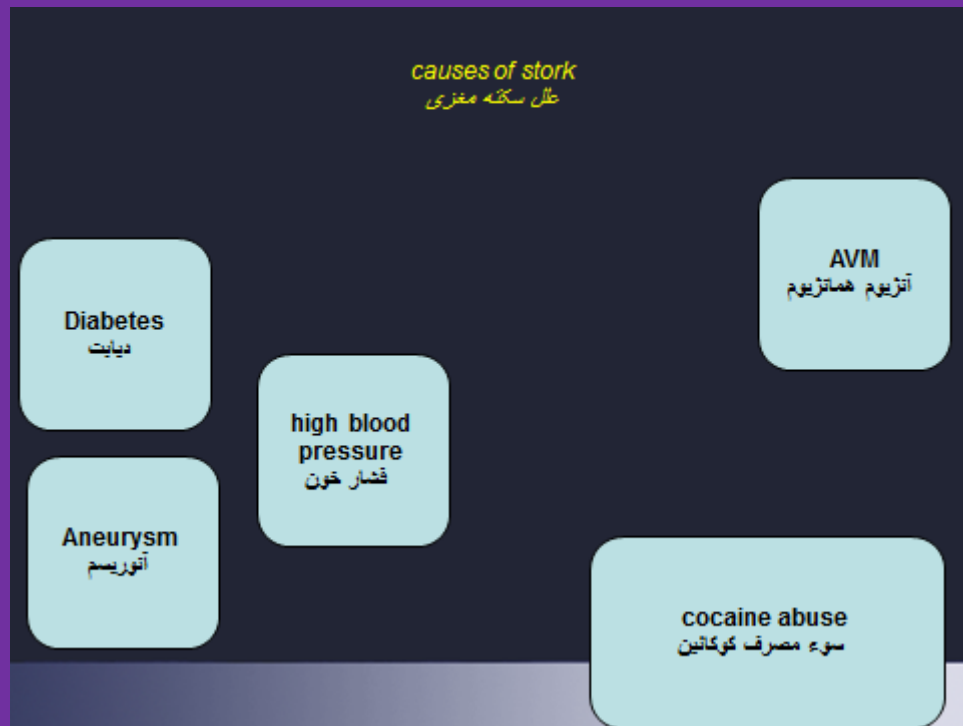 causes of stork
علل سکته مغزی
AVM
آنژیوم همانژیوم
Diabetes
دیابت
high blood
pressure
فشار خون
Aneurysm
آنوریسم
cocaine abuse
سوء مصرف کوکائین